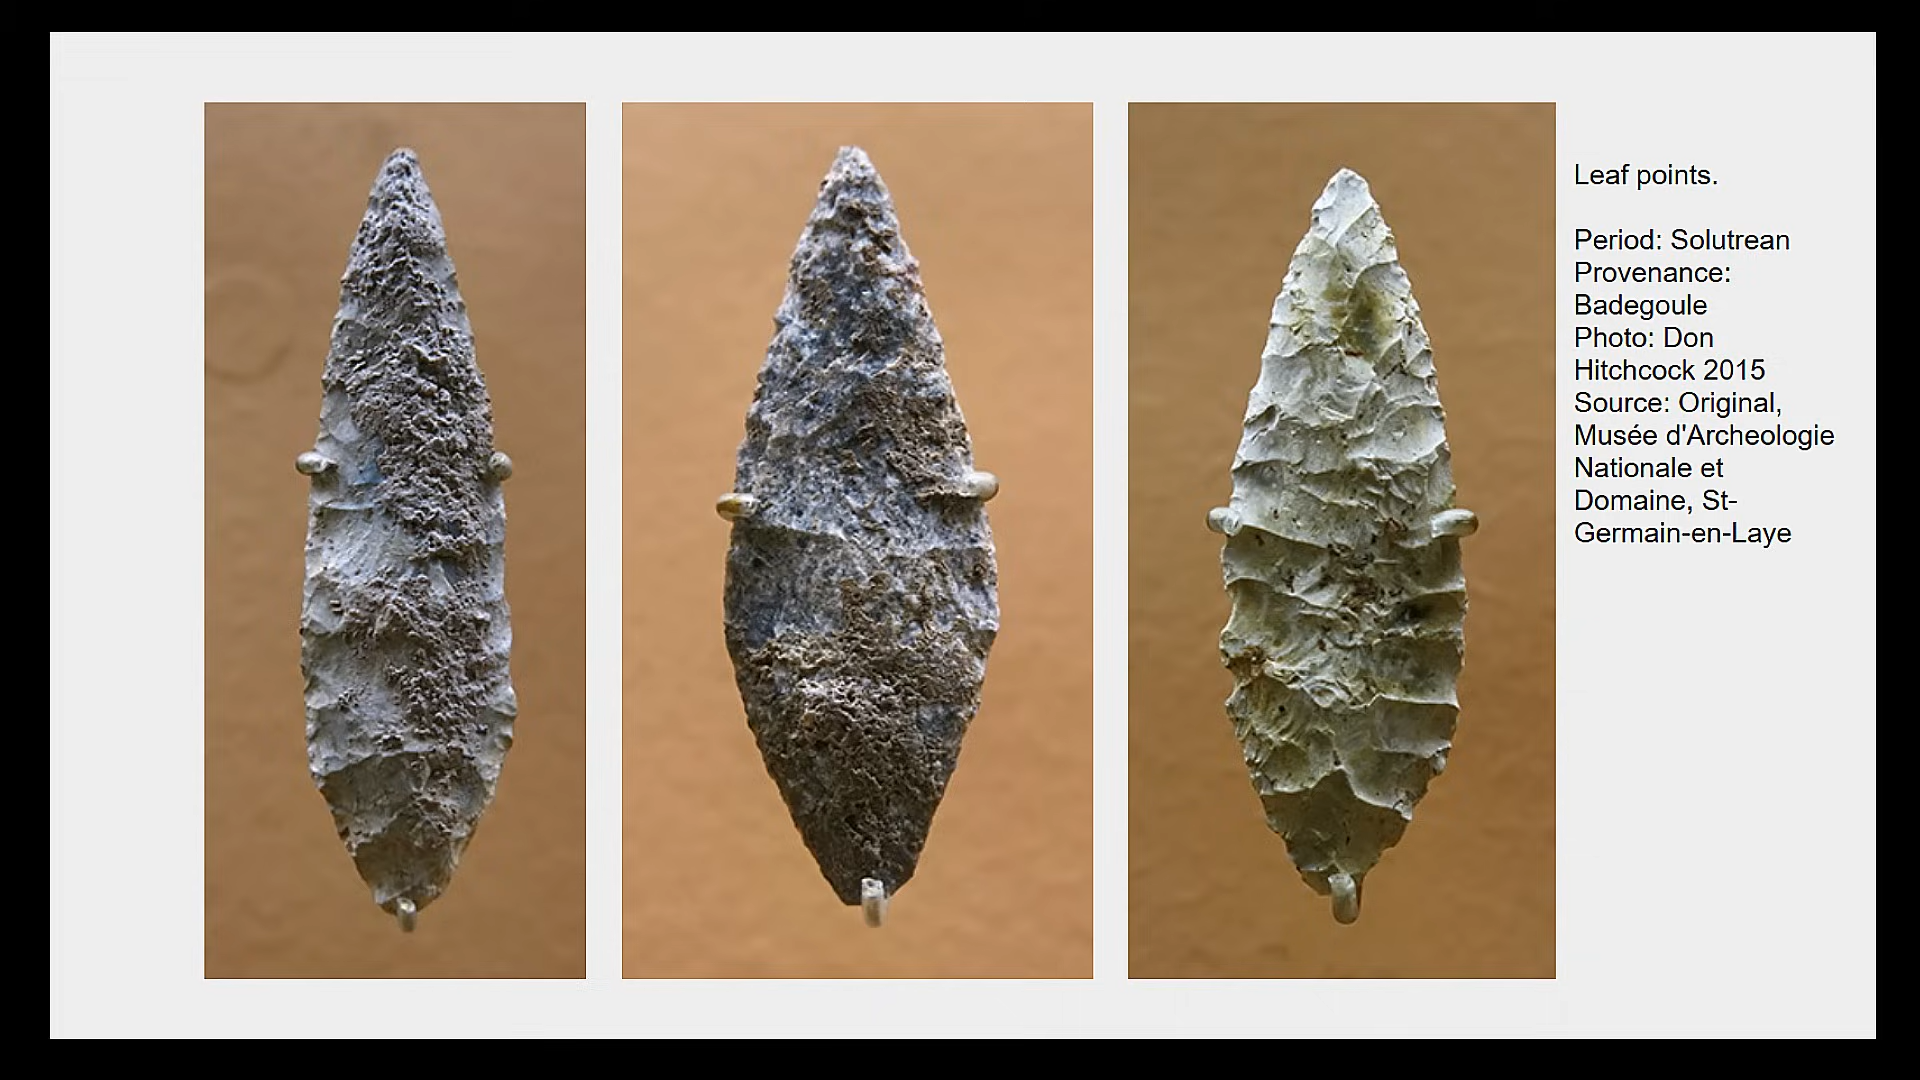 Leaf points.
Period: Solutrean
Provenance:
Badegoule
Photo: Don
Hitchcock 2015
Source: Original,
Musée d'Archeologie
Nationale et
Domaine, St-
Germain-en-Laye